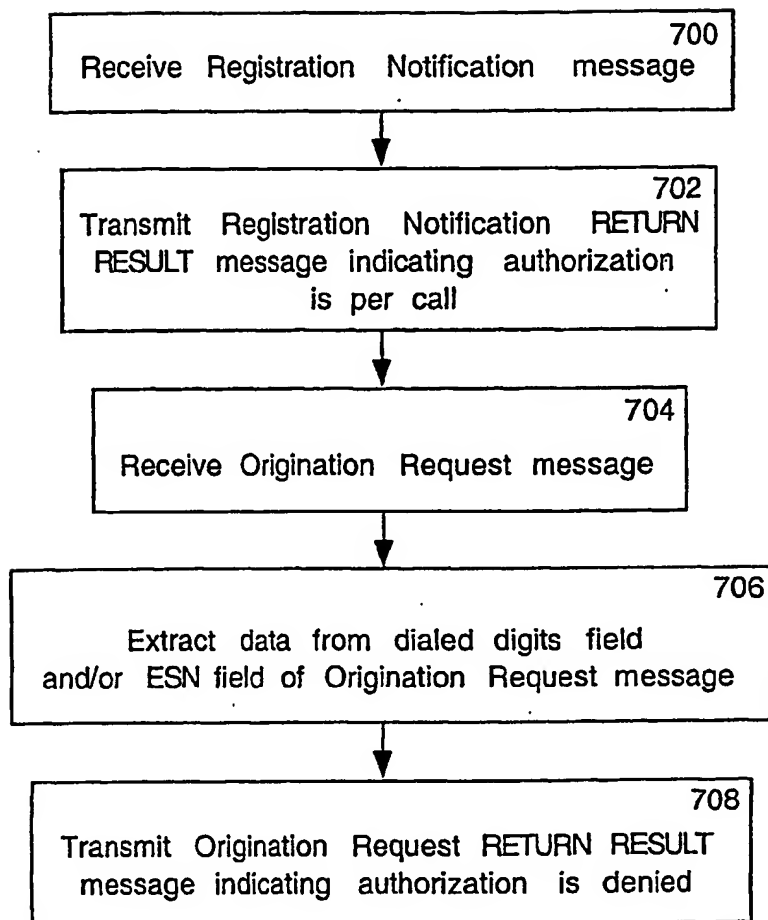 700
Receive Registration Notification message
702
Transmit Registration Notification RETURN
RESULT message indicating authorization
is per call
704
Receive Origination Request message
706
Extract data from dialed digits field
and/or ESN field of Origination Request message
708
Transmit Origination Request RETURN RESULT
message indicating authorization is denied